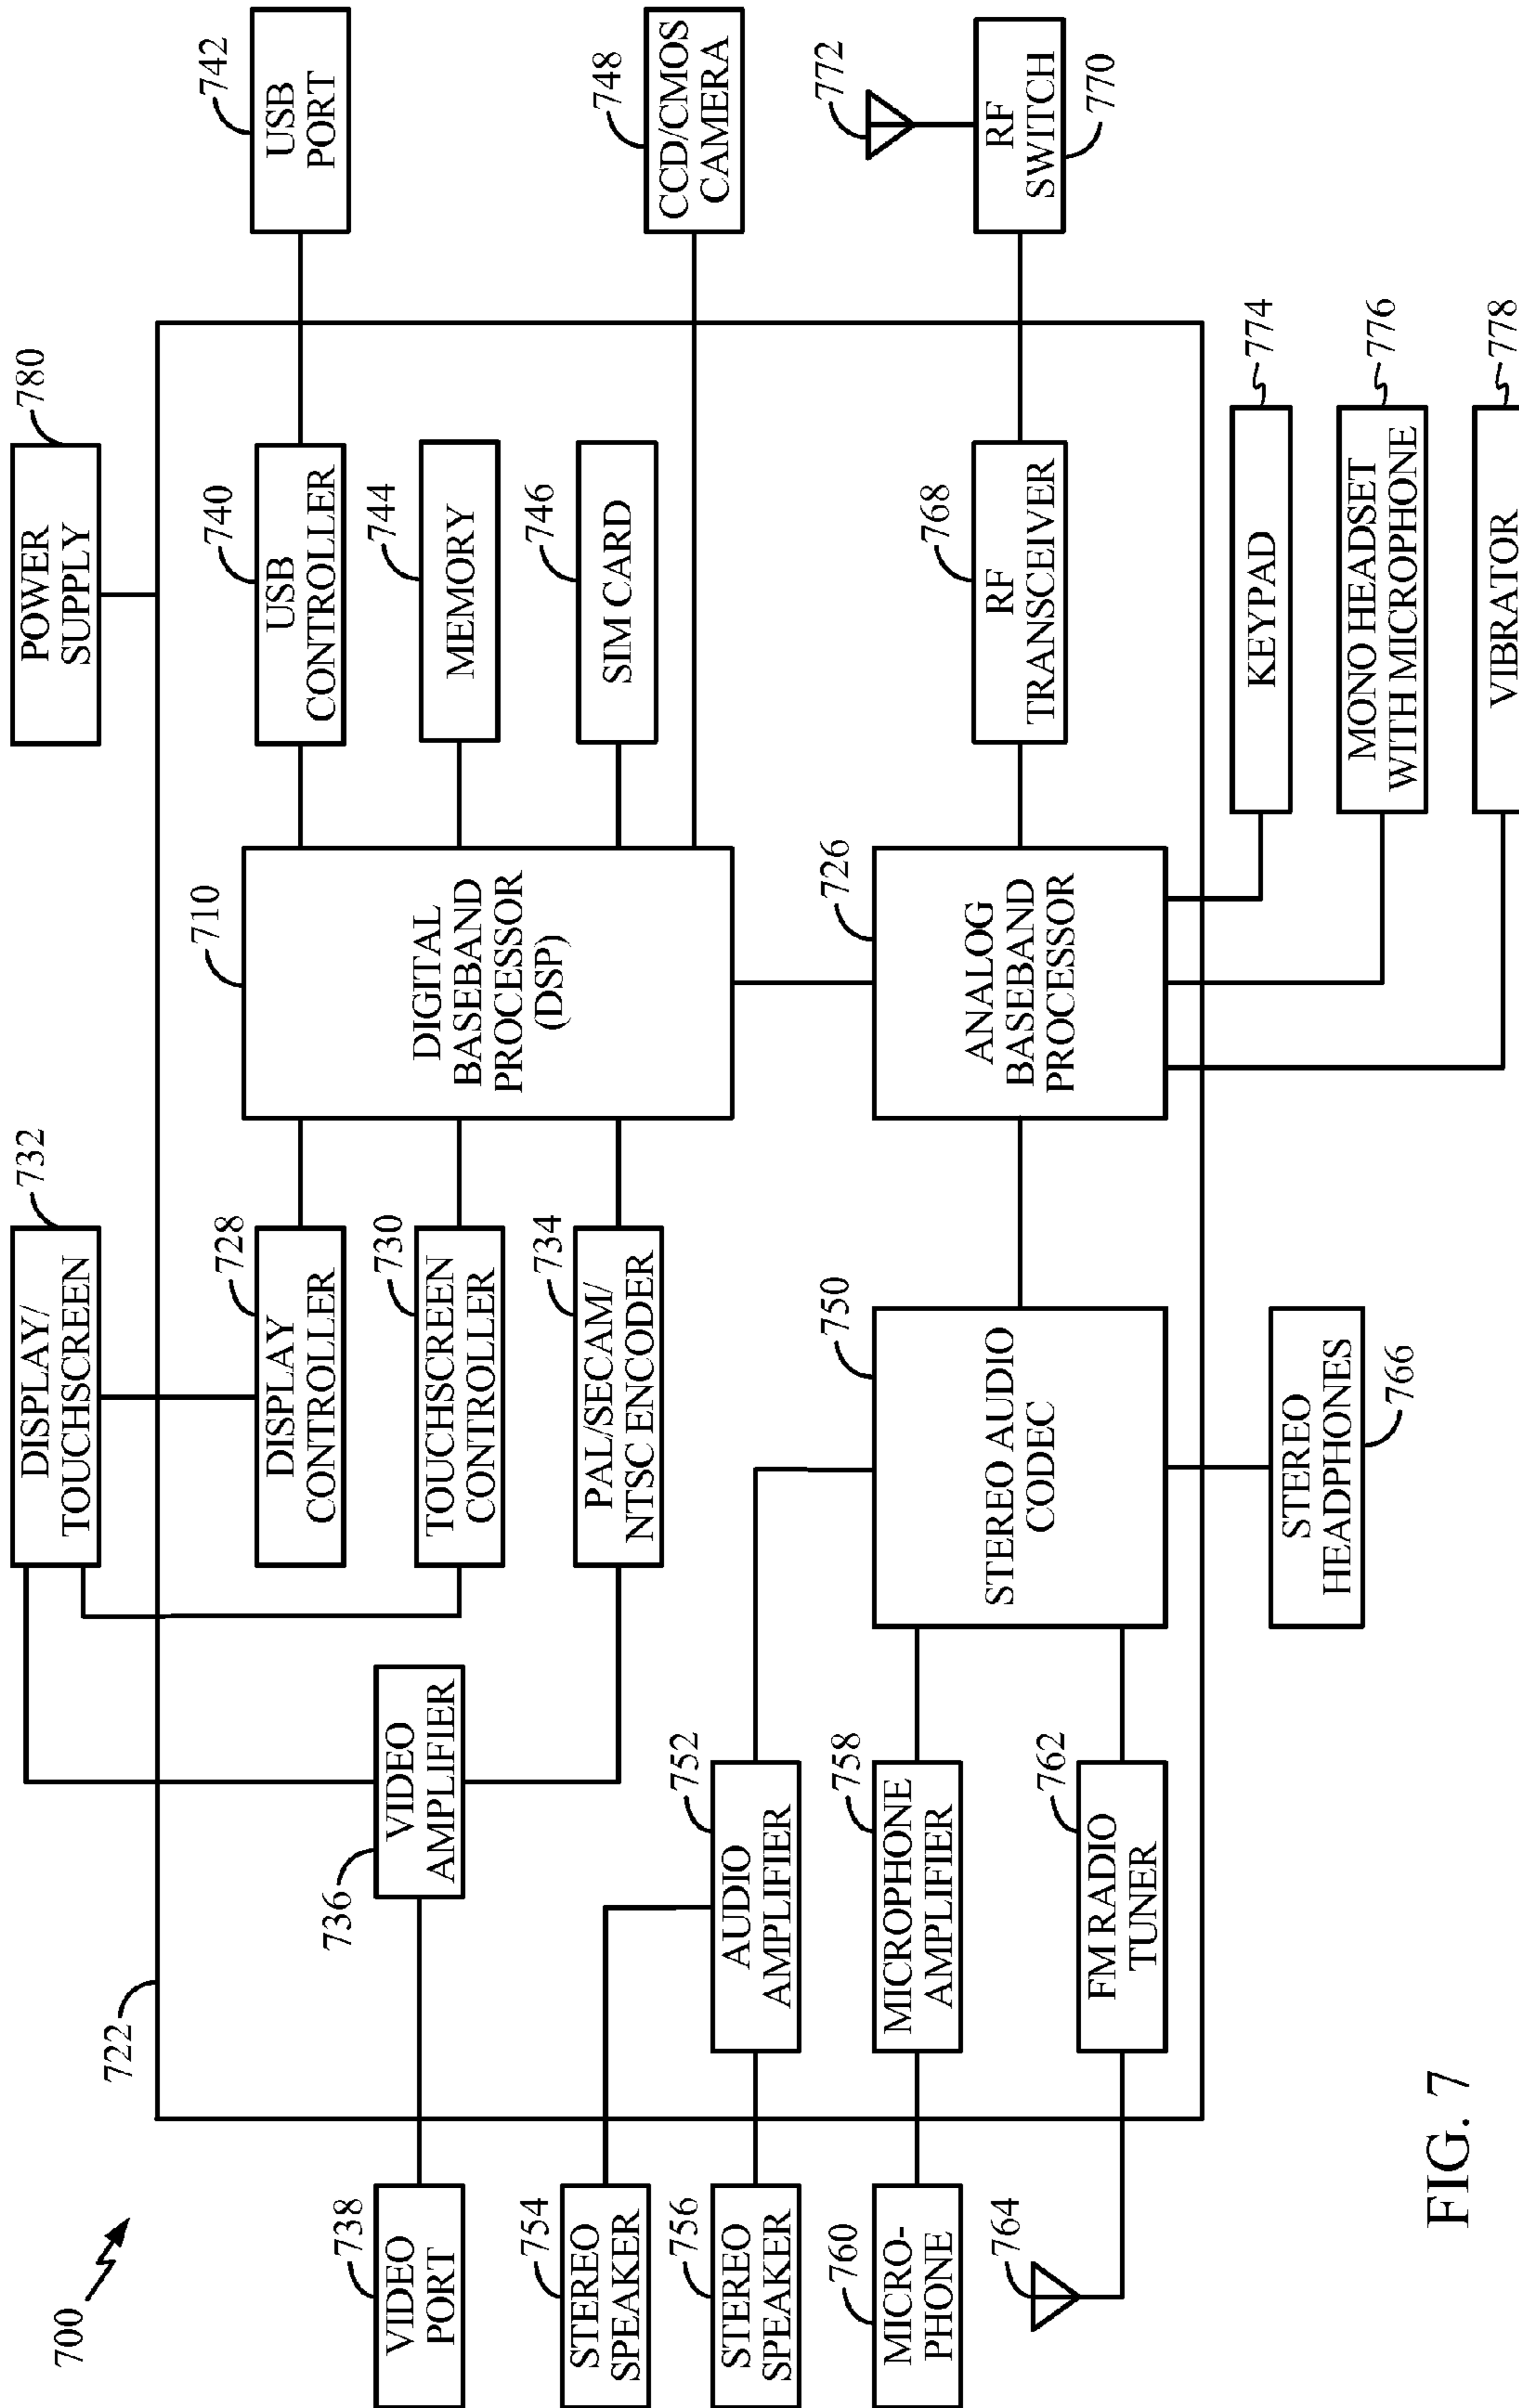 700
722
732
DISPLAY/
TOUCHSCREEN
780
POWER
SUPPLY
728
DISPLAY
CONTROLLER
710
DIGITAL
BASEBAND
PROCESSOR
(DSP)
740
USB
CONTROLLER
742
USB
PORT
738
VIDEO
PORT
736
VIDEO
AMPLIFIER
730
TOUCHSCREEN
CONTROLLER
744
MEMORY
734
PAL/SECAM/
NTSC ENCODER
746
SIM CARD
748
CCD/CMOS
CAMERA
754
STEREO
SPEAKER
756
STEREO
SPEAKER
752
AUDIO
AMPLIFIER
750
STEREO AUDIO
CODEC
726
ANALOG
BASEBAND
PROCESSOR
768
RF
TRANSCEIVER
772
RF
SWITCH
770
760
MICRO-
PHONE
758
MICROPHONE
AMPLIFIER
764
762
FM RADIO
TUNER
STEREO
HEADPHONES
766
KEYPAD
774
MONO HEADSET
WITH MICROPHONE
776
VIBRATOR
778
FIG. 7